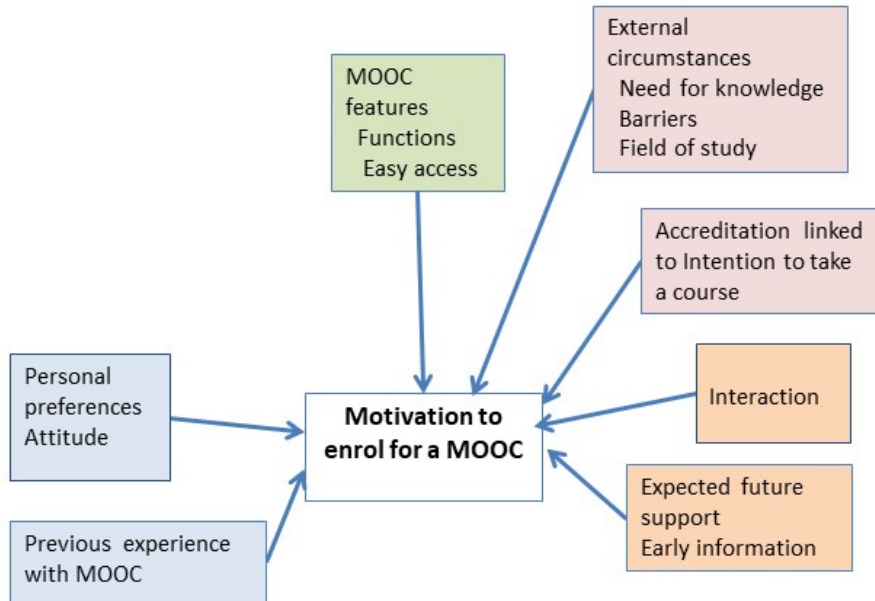 MOOC
features
Functions
Easy access
External
circumstances
Need for knowledge
Barriers
Field of study
Accreditation linked
to Intention to take
a course
Personal
preferences
Attitude
Motivation to
enrol for a MOOC
Interaction
Previous experience
with MOOC
Expected future
support
Early information